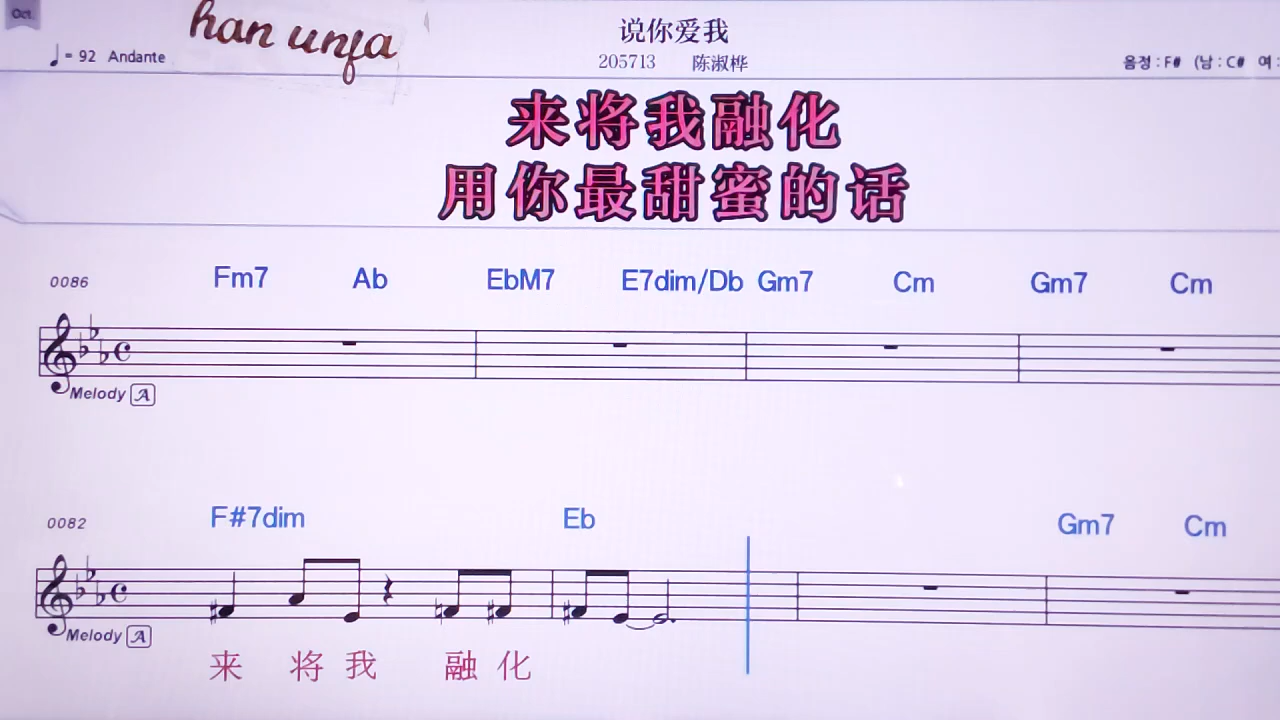 Oct.
han unfa
说你爱我
= 92 Andante
205713 陈淑桦
음정 : F# (남 : C# 여 :
来将我融化
用你最甜蜜的话
0086 Fm7 Ab EbM7 E7dim/Db Gm7 Cm Gm7 Cm
Melody A
0082 F#7dim Eb Gm7 Cm
Melody A
来 将 我 融 化